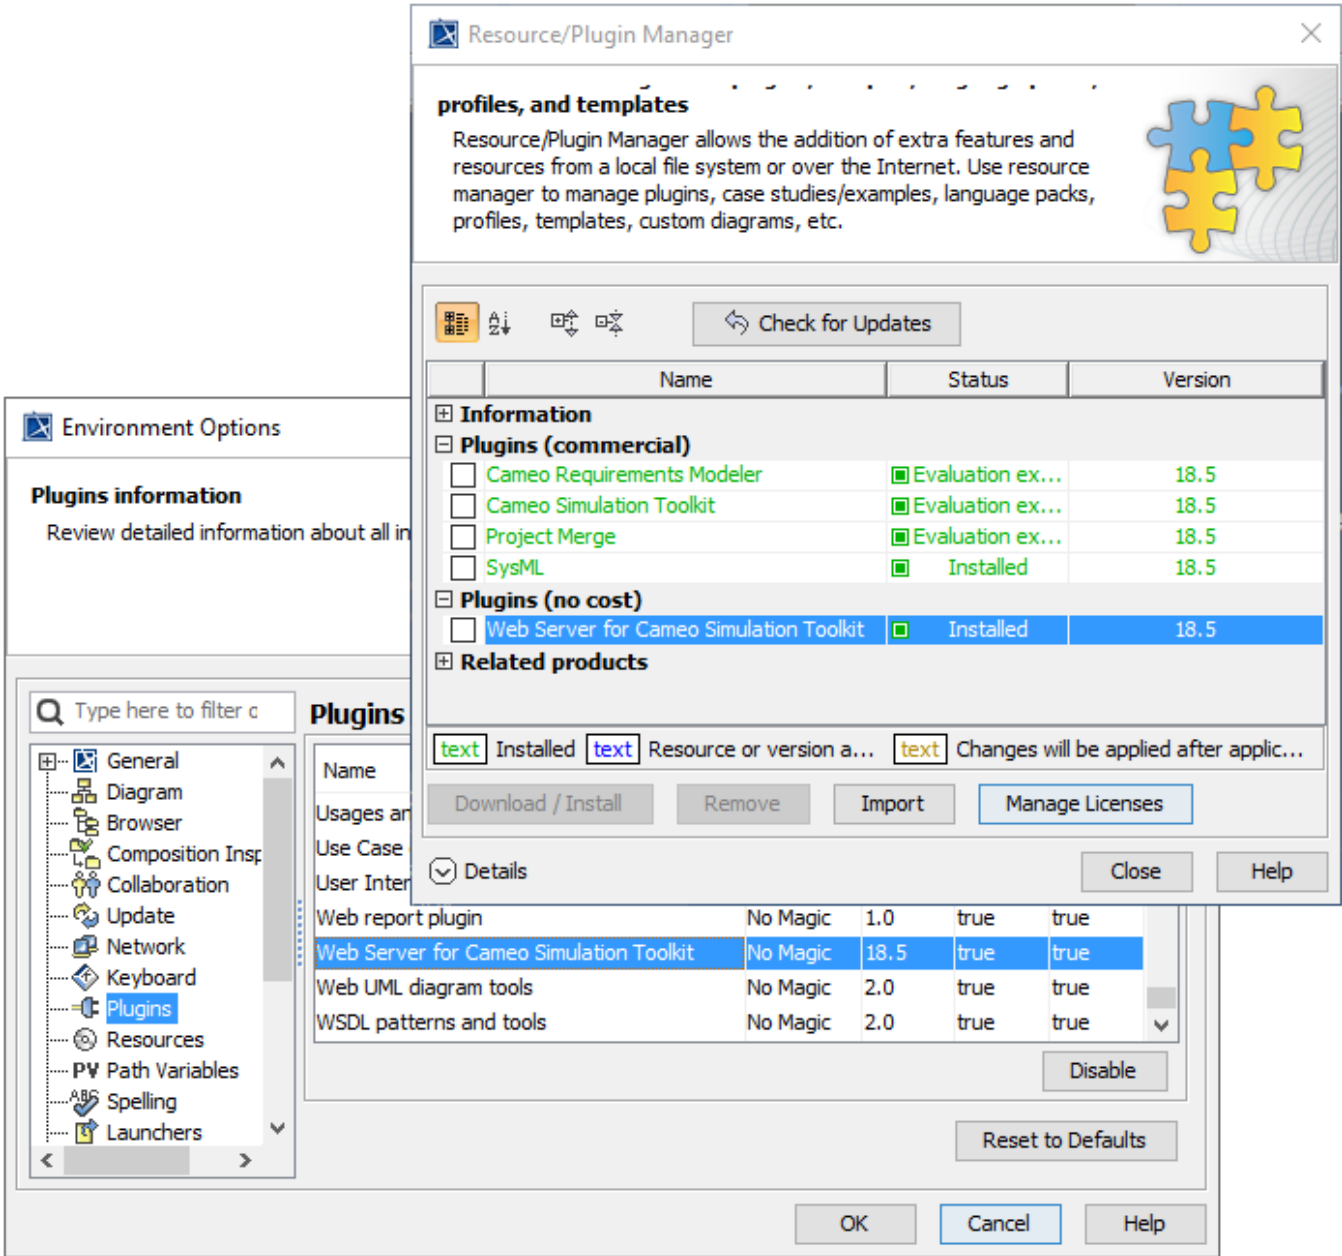 Resource/Plugin Manager
profiles, and templates
Resource/Plugin Manager allows the addition of extra features and
resources from a local file system or over the Internet. Use resource
manager to manage plugins, case studies/examples, language packs,
profiles, templates, custom diagrams, etc.
Check for Updates
Name Status Version
Information
Plugins (commercial)
Cameo Requirements Modeler Evaluation ex... 18.5
Cameo Simulation Toolkit Evaluation ex... 18.5
Project Merge Evaluation ex... 18.5
SysML Installed 18.5
Plugins (no cost)
Web Server for Cameo Simulation Toolkit Installed 18.5
Related products
text Installed text Resource or version a... text Changes will be applied after applic...
Download / Install Remove Import Manage Licenses
Details Close Help
Environment Options
Plugins information
Review detailed information about all in
Type here to filter o
General
Diagram
Browser
Composition Insp
Collaboration
Update
Network
Keyboard
Plugins
Resources
PV Path Variables
ABC Spelling
Launchers
Plugins
Name
Usages an
Use Case
User Inter
Web report plugin No Magic 1.0 true true
Web Server for Cameo Simulation Toolkit No Magic 18.5 true true
Web UML diagram tools No Magic 2.0 true true
WSDL patterns and tools No Magic 2.0 true true
Disable
Reset to Defaults
OK Cancel Help